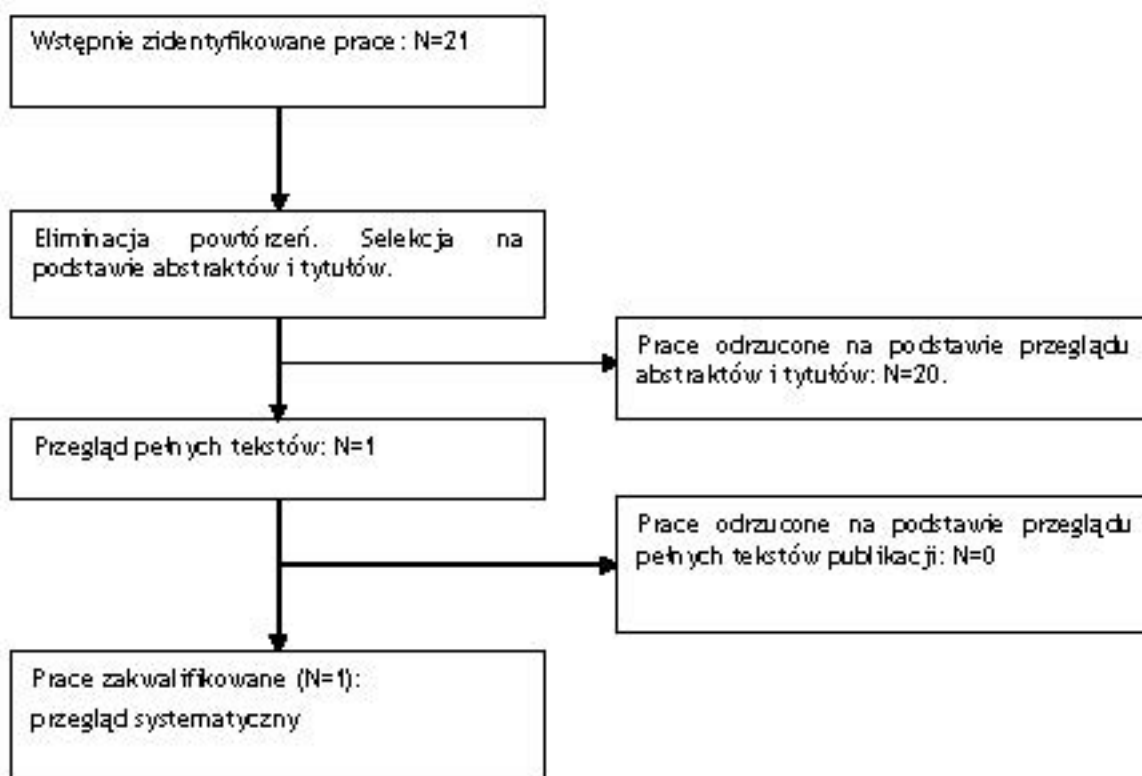 Wstępnie zidentyfikowane prace: N=21
Eliminacja powtórzeń. Selekcja na
podstawie abstraktów i tytułów.
Prace odrzucone na podstawie przeglądu
abstraktów i tytułów: N=20.
Przegląd pełnych tekstów: N=1
Prace odrzucone na podstawie przeglądu
pełnych tekstów publikacji: N=0
Prace zakwalifikowane (N=1):
przegląd systematyczny